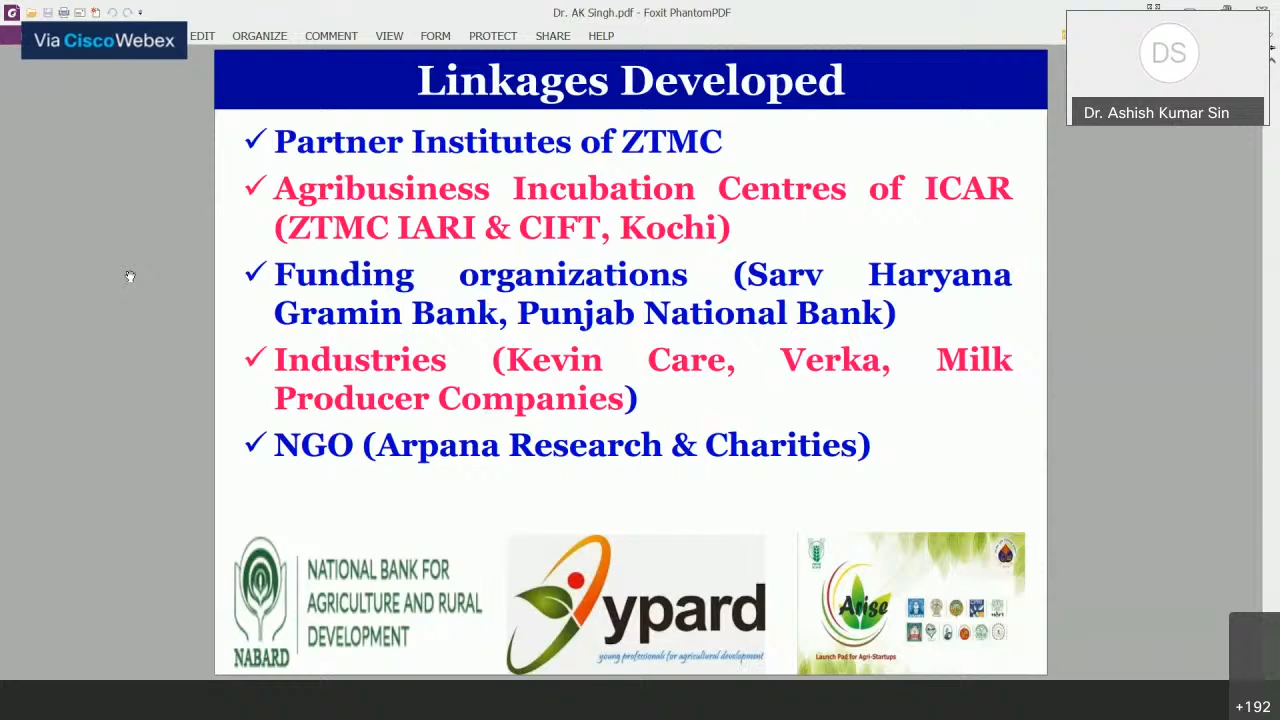 Dr. AK Singh.pdf - Foxit PhantomPDF
Via Cisco Webex
EDIT ORGANIZE COMMENT VIEW FORM PROTECT SHARE HELP
DS
Dr. Ashish Kumar Sin
Linkages Developed
✓ Partner Institutes of ZTMC
✓ Agribusiness Incubation Centres of ICAR
(ZTMC IARI & CIFT, Kochi)
✓ Funding organizations (Sarv Haryana
Gramin Bank, Punjab National Bank)
✓ Industries (Kevin Care, Verka, Milk
Producer Companies)
✓ NGO (Arpana Research & Charities)
NATIONAL BANK FOR
AGRICULTURE AND RURAL
DEVELOPMENT
NABARD
ypard
young professionals for agricultural development
Arise
Launch Pad for Agri-Startups
+192